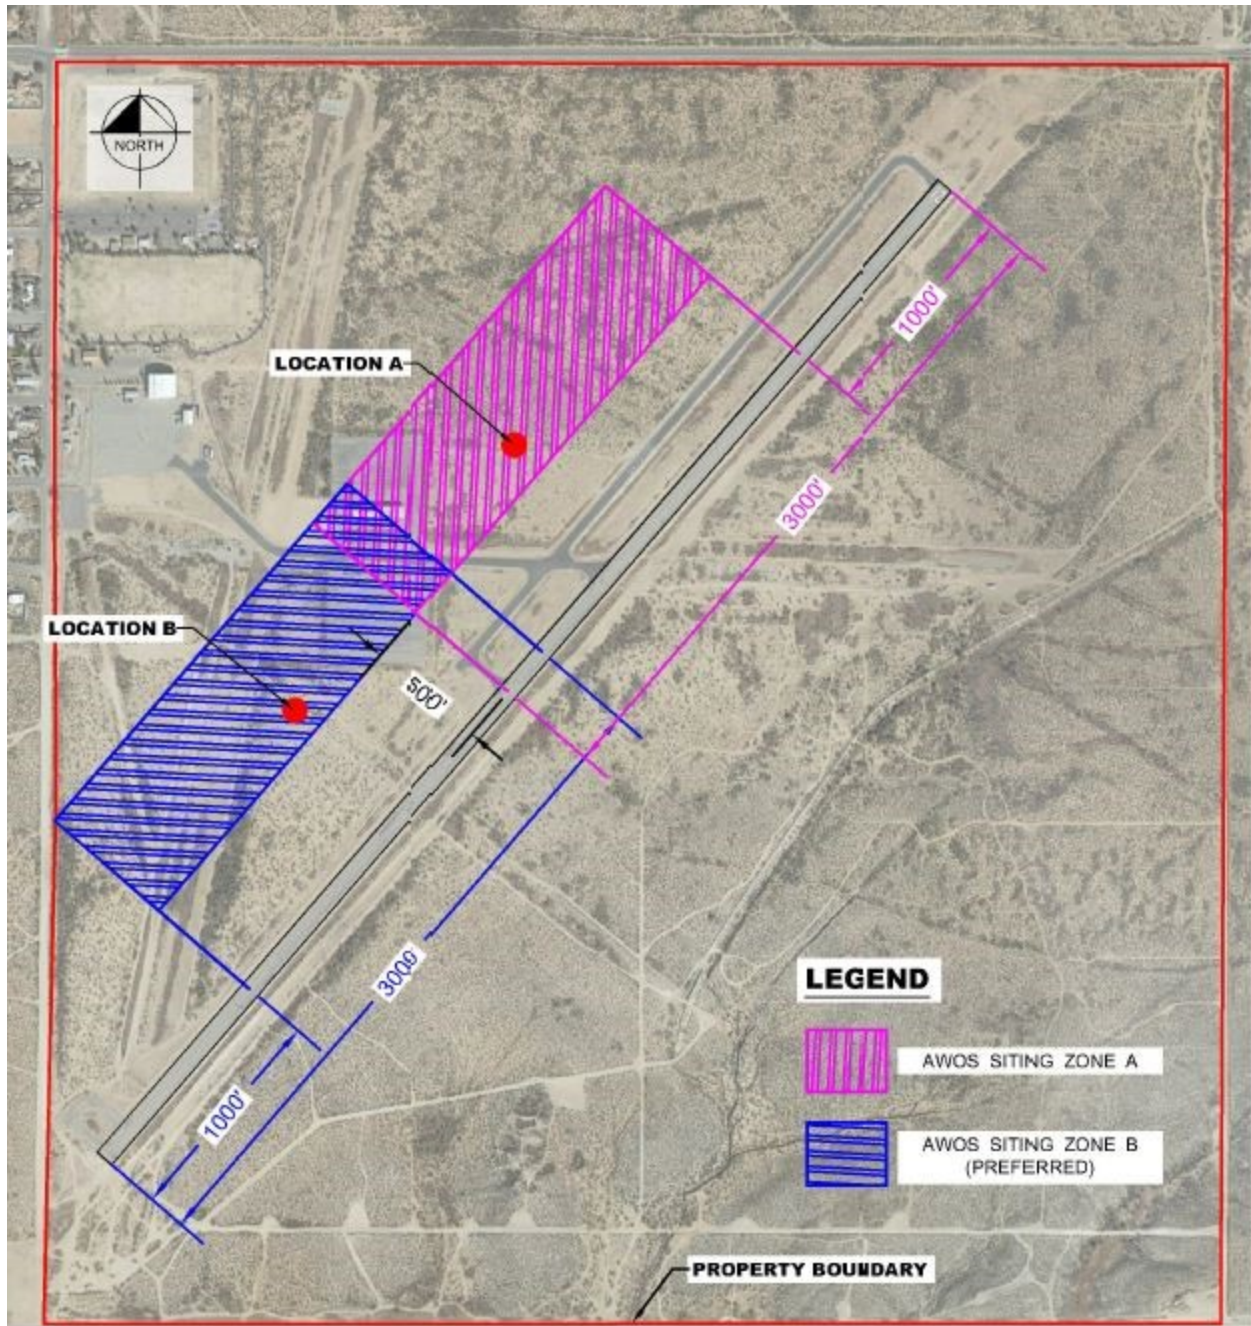 NORTH
1000'
LOCATION A
3000'
LOCATION B
500'
3000'
LEGEND
AWOS SITING ZONE A
1000'
AWOS SITING ZONE B
(PREFERRED)
PROPERTY BOUNDARY